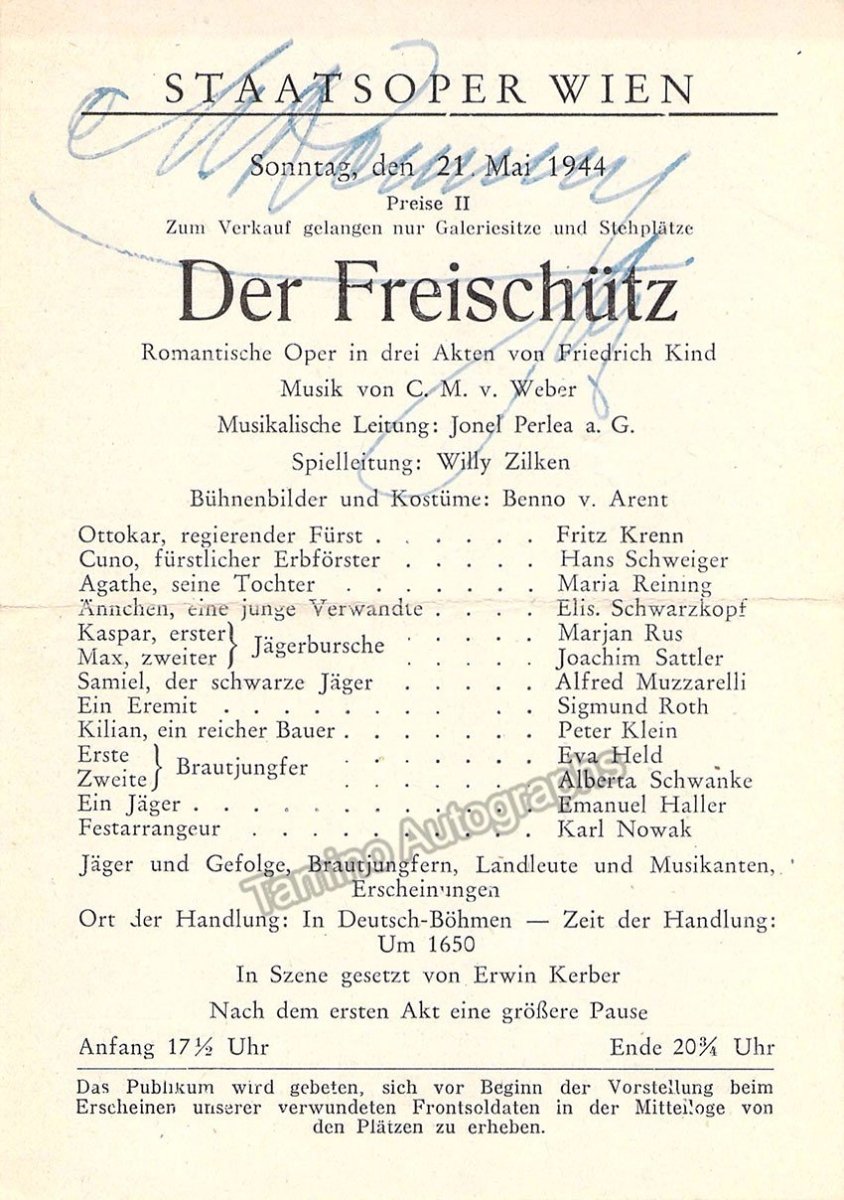 STAATSOPER WIEN
Sonntag, den 21. Mai 1944
Preise II
Zum Verkauf gelangen nur Galeriesitze und Stehplätze
Der Freischütz
Romantische Oper in drei Akten von Friedrich Kind
Musik von C. M. v. Weber
Musikalische Leitung: Jonel Perlea a. G.
Spielleitung: Willy Zilken
Bühnenbilder und Kostüme: Benno v. Arent
Ottokar, regierender Fürst . . . . . . . Fritz Krenn
Cuno, fürstlicher Erbförster . . . . . Hans Schweiger
Agathe, seine Tochter . . . . . . . Maria Reining
Ännchen, eine junge Verwandte . . . . Elis. Schwarzkopf
Kaspar, erster } Jägerbursche . . . . . Marjan Rus
Max, zweiter } . . . . . Joachim Sattler
Samiel, der schwarze Jäger . . . . . Alfred Muzzarelli
Ein Eremit . . . . . . . . . . . Sigmund Roth
Kilian, ein reicher Bauer . . . . . . . Peter Klein
Erste } Brautjungfer . . . . . . . Eva Held
Zweite } . . . . . . . Alberta Schwanke
Ein Jäger . . . . . . . . . . . . Emanuel Haller
Festarrangeur . . . . . . . . . . Karl Nowak
Jäger und Gefolge, Brautjungfern, Landleute und Musikanten,
Erscheinungen
Ort der Handlung: In Deutsch-Böhmen — Zeit der Handlung:
Um 1650
In Szene gesetzt von Erwin Kerber
Nach dem ersten Akt eine größere Pause
Anfang 17½ Uhr Ende 20¾ Uhr
Das Publikum wird gebeten, sich vor Beginn der Vorstellung beim
Erscheinen unserer verwundeten Frontsoldaten in der Mittelloge von
den Plätzen zu erheben.
Tamino Autographs